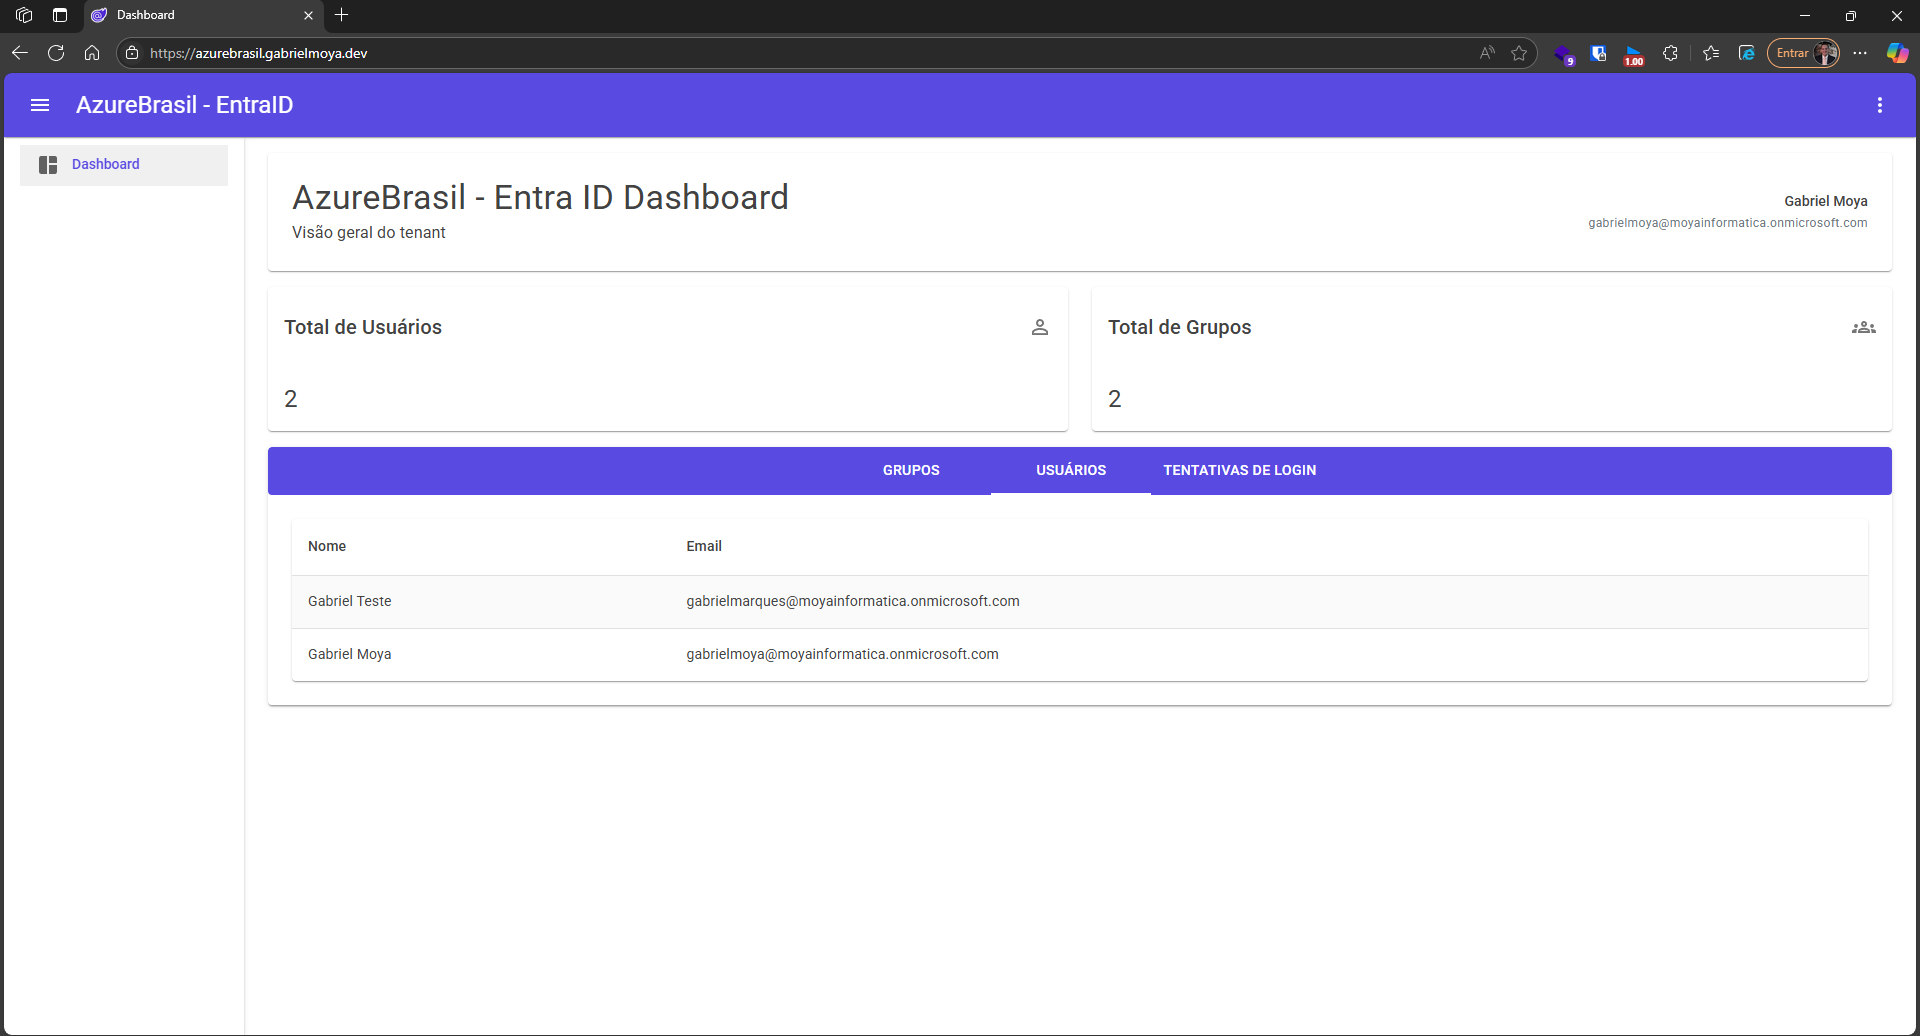 Dashboard
https://azurebrasil.gabrielmoya.dev
9
1.00
Entrar
AzureBrasil - EntraID
Dashboard
AzureBrasil - Entra ID Dashboard
Visão geral do tenant
Gabriel Moya
gabrielmoya@moyainformatica.onmicrosoft.com
Total de Usuários
2
Total de Grupos
2
GRUPOS
USUÁRIOS
TENTATIVAS DE LOGIN
Nome
Email
Gabriel Teste
gabrielmarques@moyainformatica.onmicrosoft.com
Gabriel Moya
gabrielmoya@moyainformatica.onmicrosoft.com